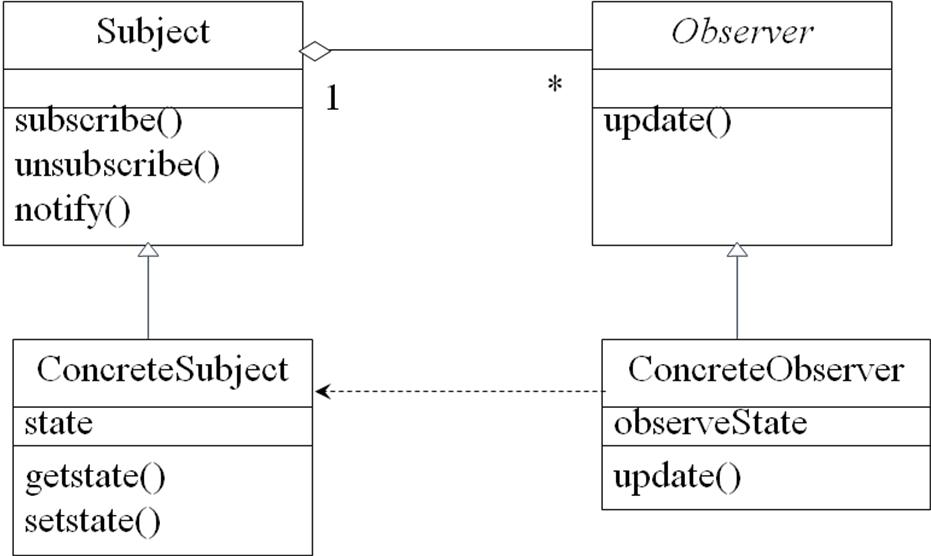 Subject
subscribe()
unsubscribe()
notify()
1
*
Observer
update()
ConcreteSubject
state
getstate()
setstate()
ConcreteObserver
observeState
update()